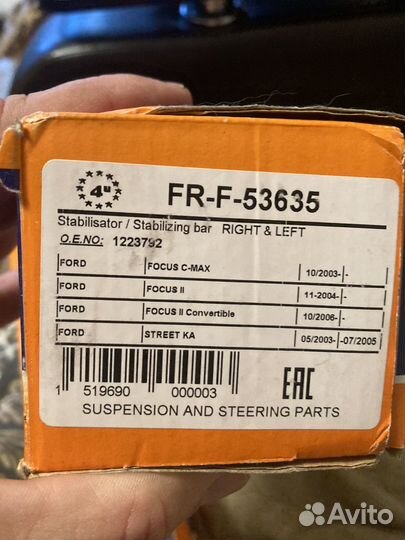 4u
FR-F-53635
Stabilisator / Stabilizing bar RIGHT & LEFT
O.E.NO: 1223792
FORD FOCUS C-MAX 10/2003- -
FORD FOCUS II 11-2004- -
FORD FOCUS II Convertible 10/2006- -
FORD STREET KA 05/2003- -07/2005
1 519690 000003
EAC
SUSPENSION AND STEERING PARTS
Avito